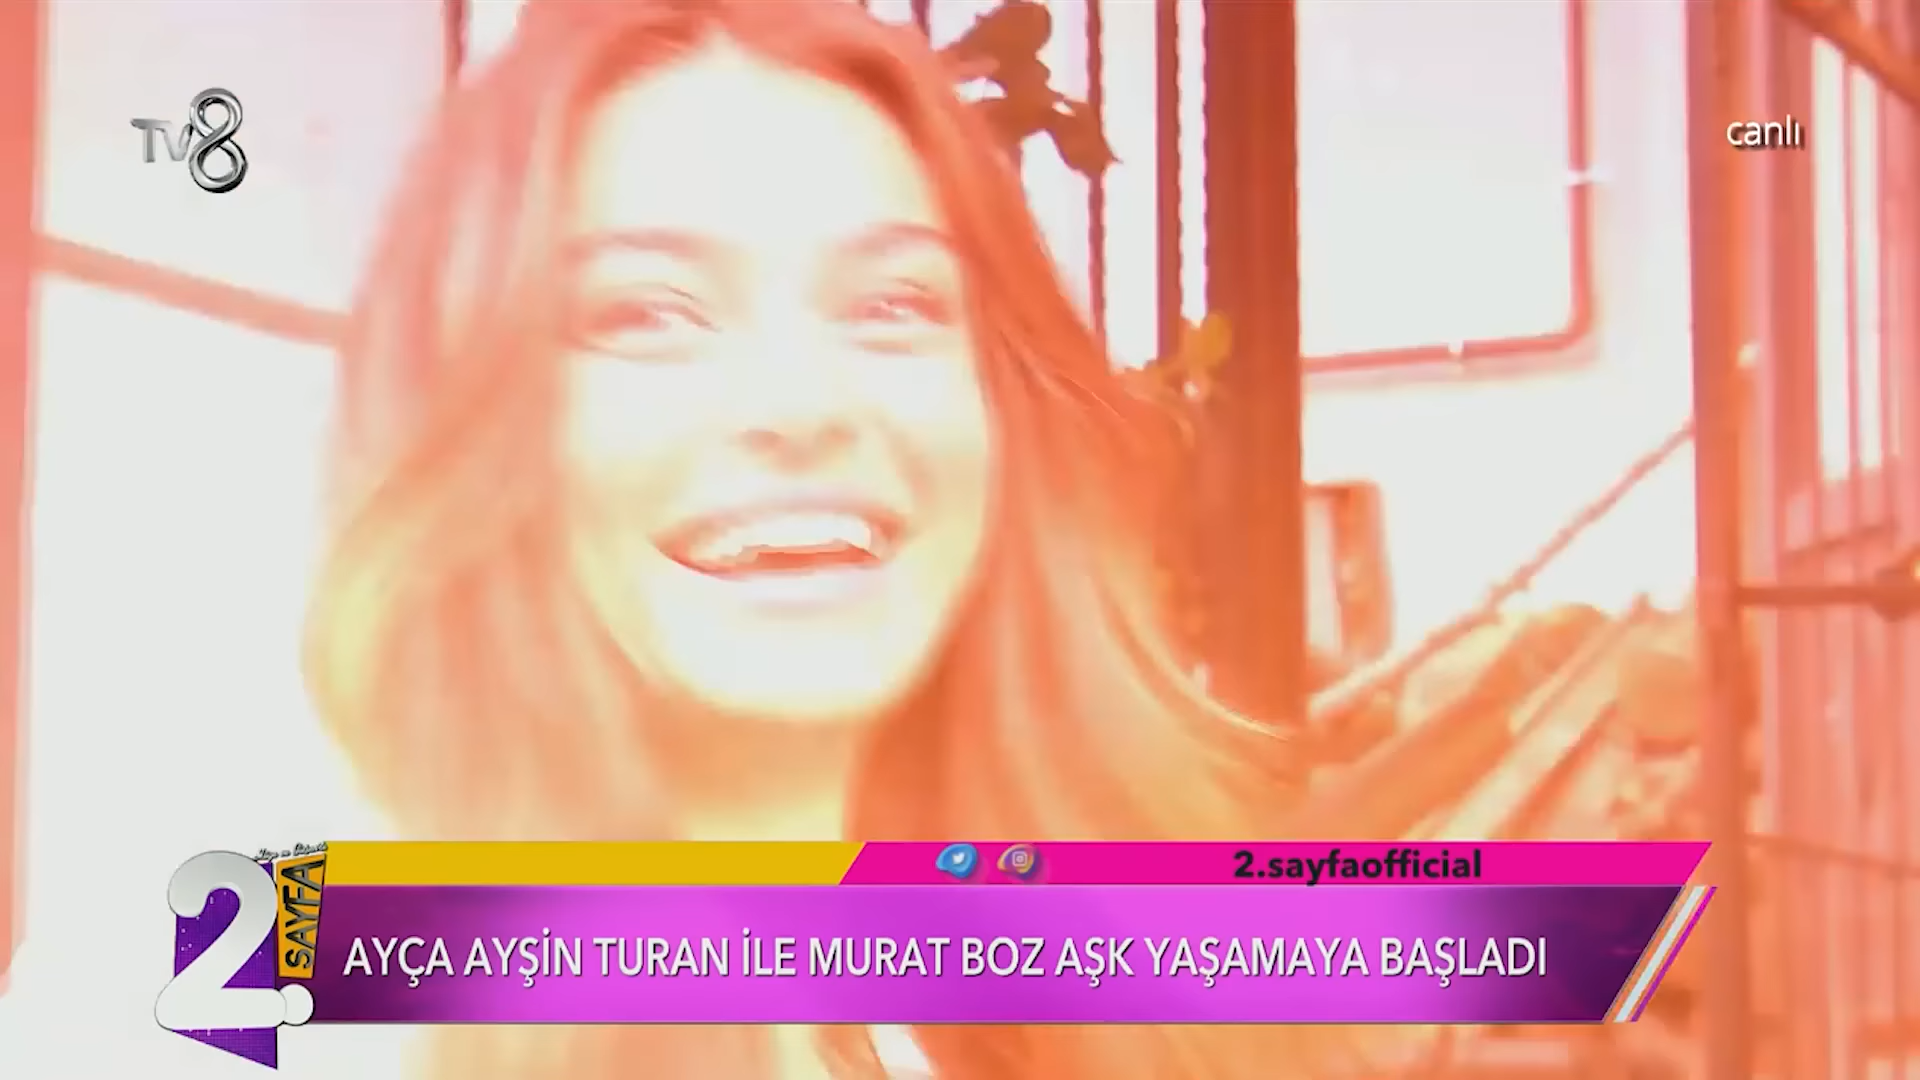 TV8
canlı
2.sayfaofficial
2. SAYFA
AYÇA AYŞİN TURAN İLE MURAT BOZ AŞK YAŞAMAYA BAŞLADI